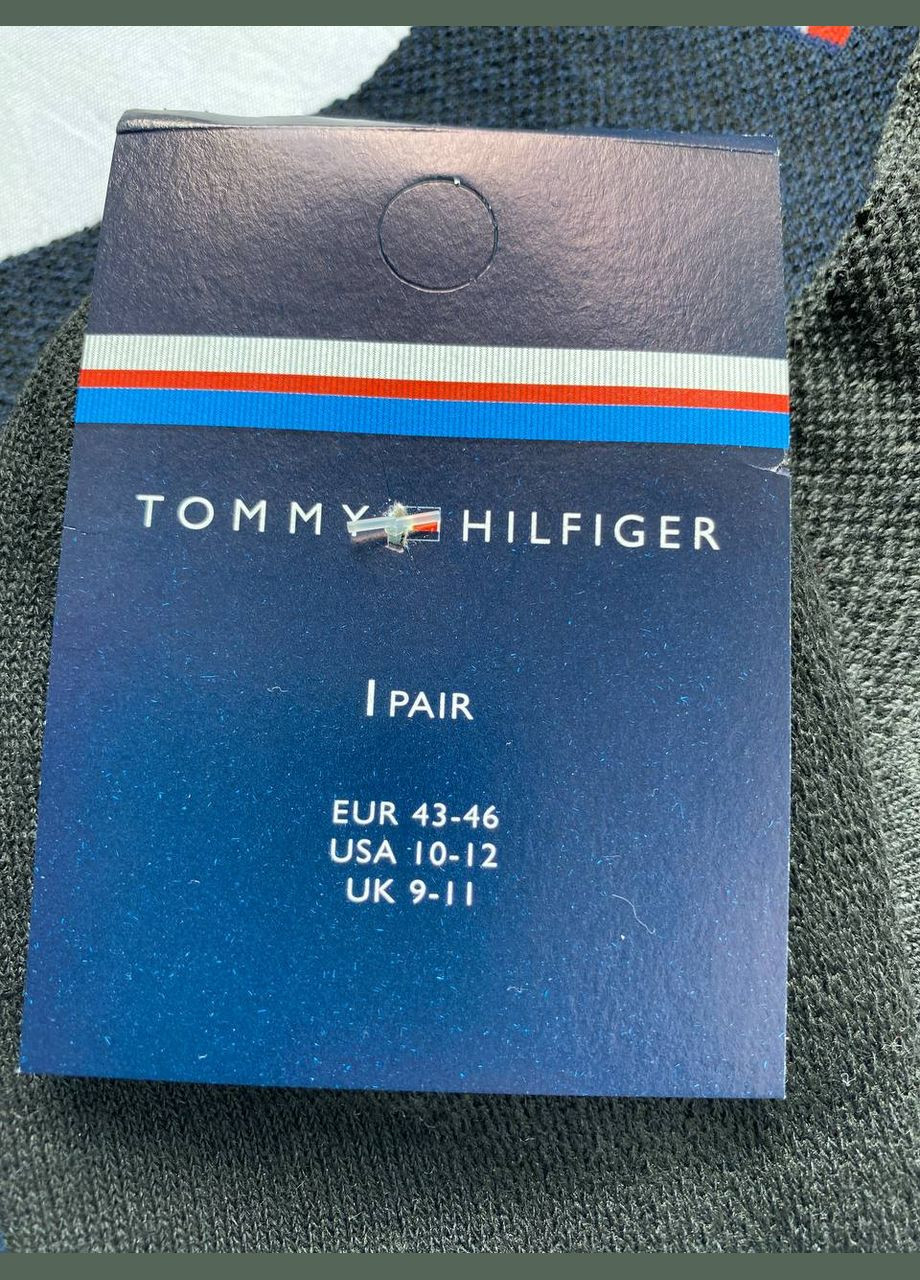 TOMMY HILFIGER
1 PAIR
EUR 43-46
USA 10-12
UK 9-11